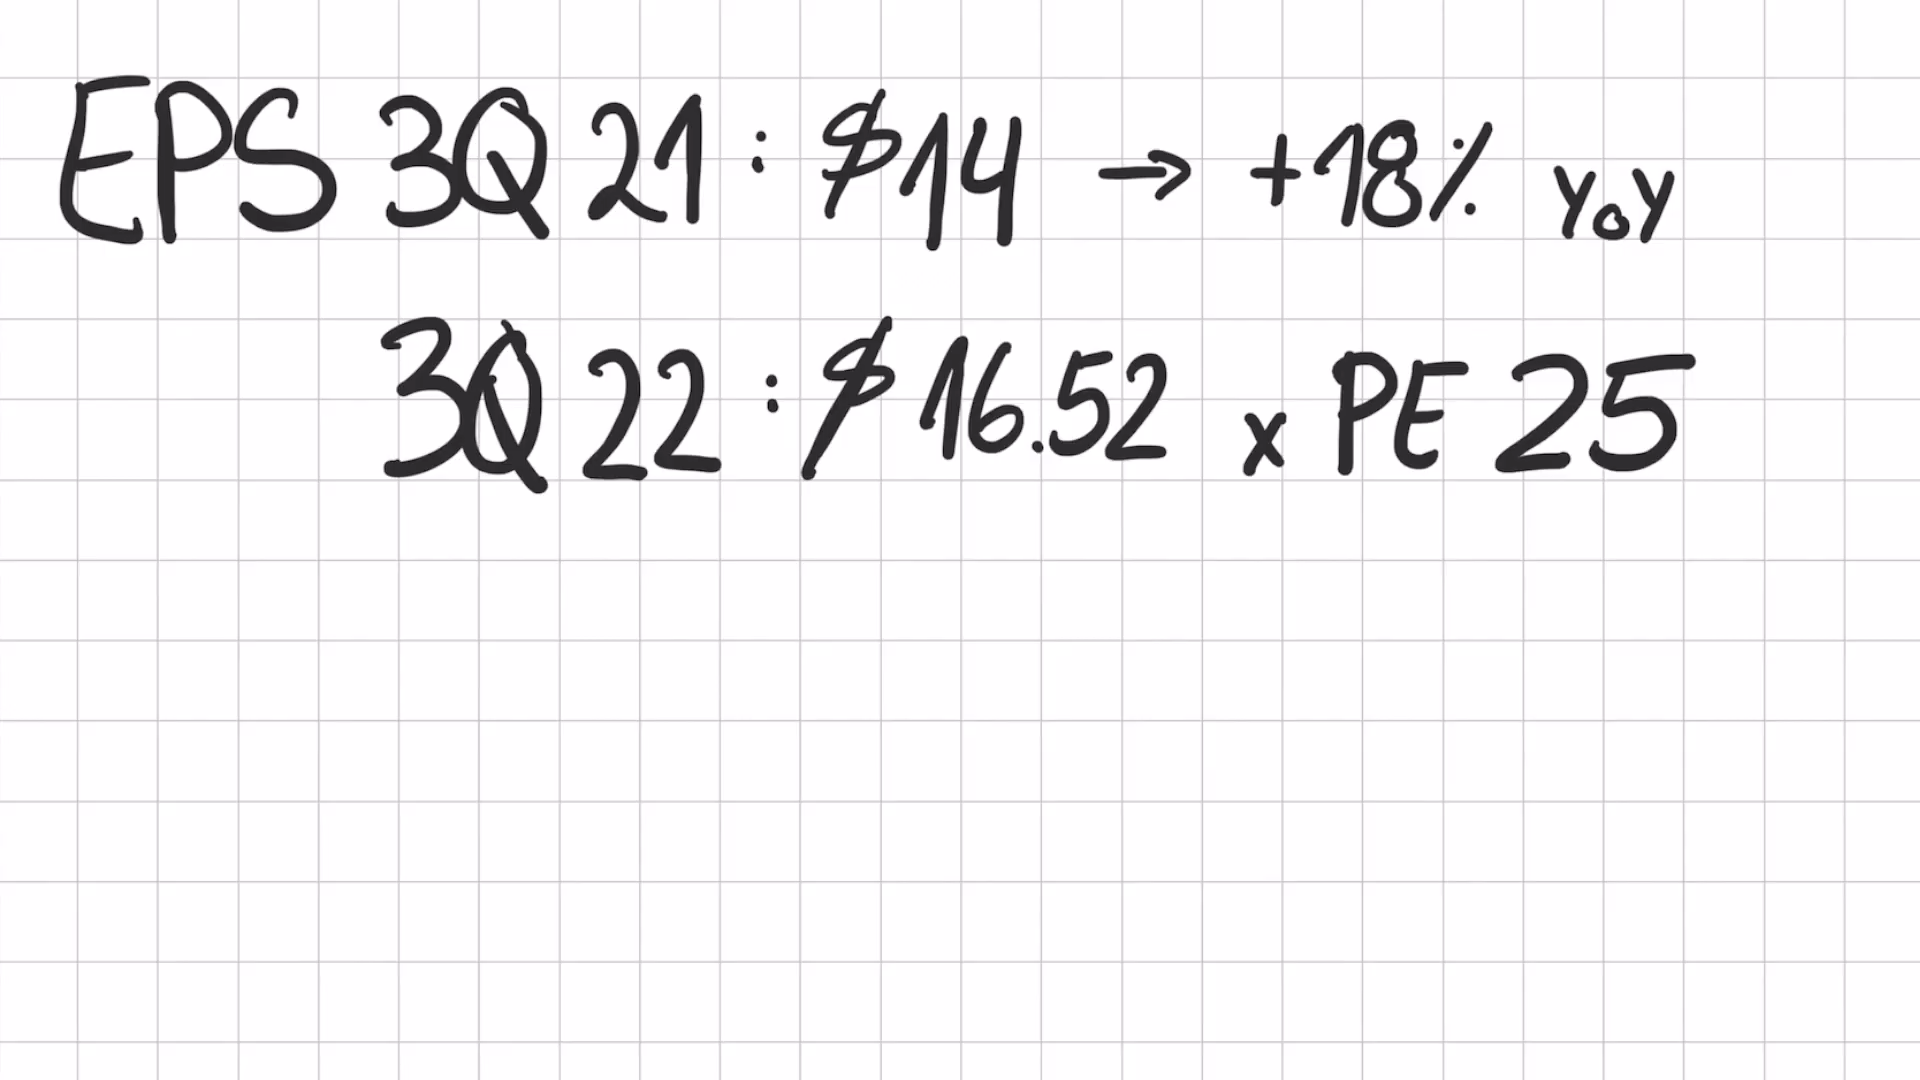 EPS 3Q 21 : $14 → +18% YoY
3Q 22 : $16.52 x PE 25